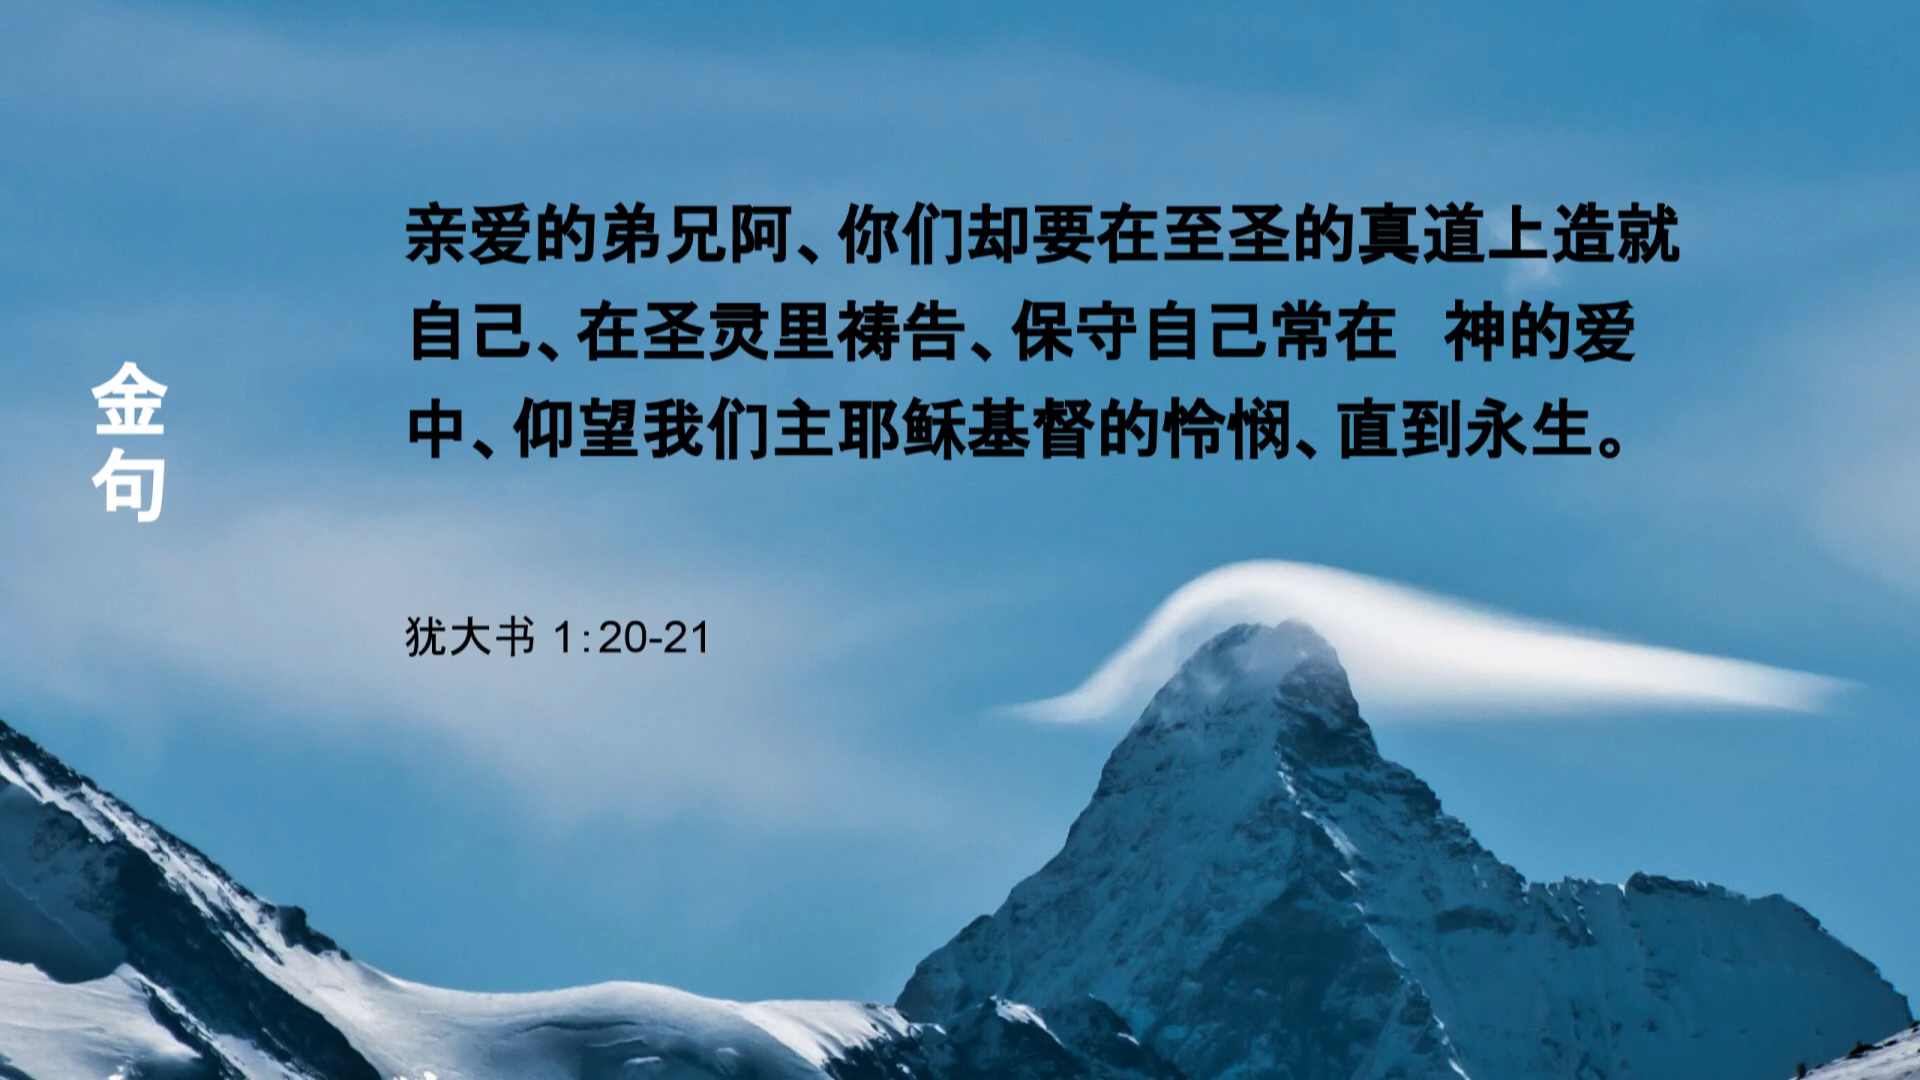 金句
亲爱的弟兄阿、你们却要在至圣的真道上造就
自己、在圣灵里祷告、保守自己常在　神的爱
中、仰望我们主耶稣基督的怜悯、直到永生。
犹大书 1：20-21